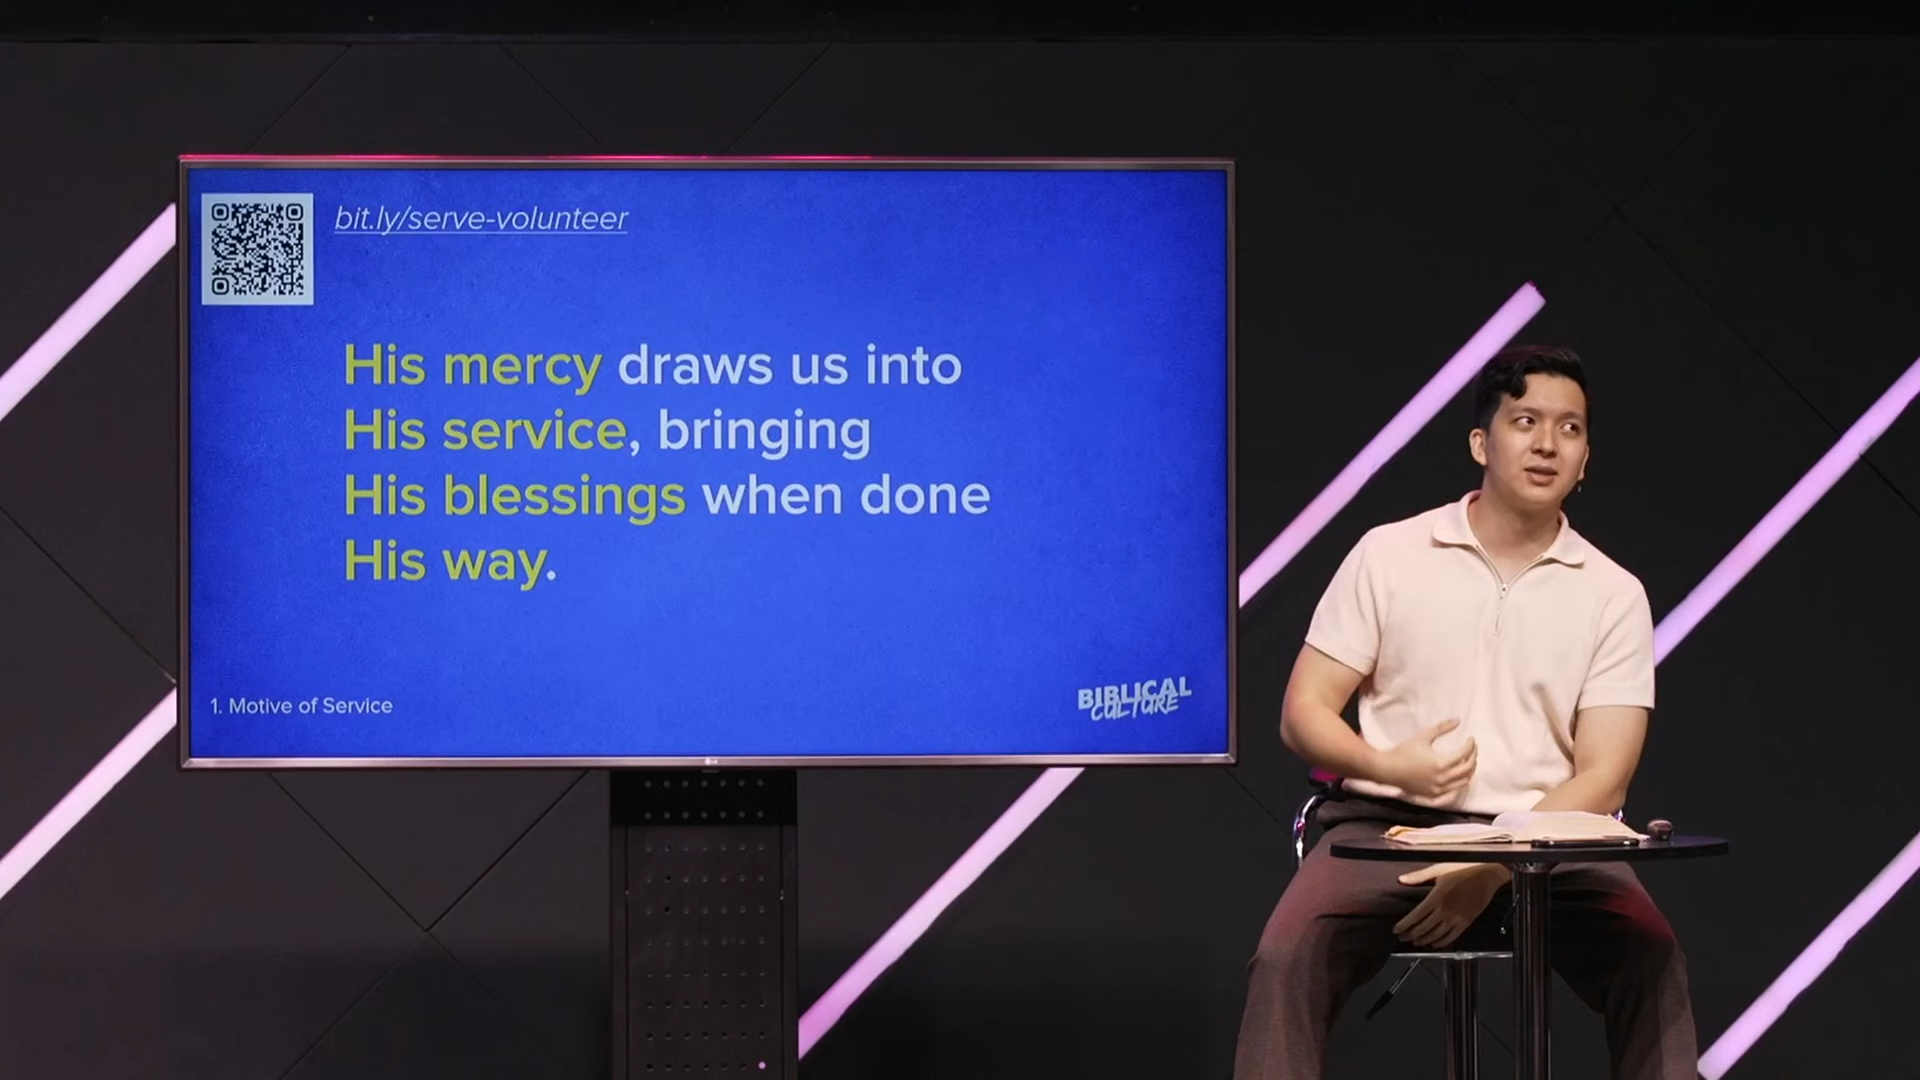 bit.ly/serve-volunteer
His mercy draws us into
His service, bringing
His blessings when done
His way.
1. Motive of Service
BIBLICAL
CULTURE
LG